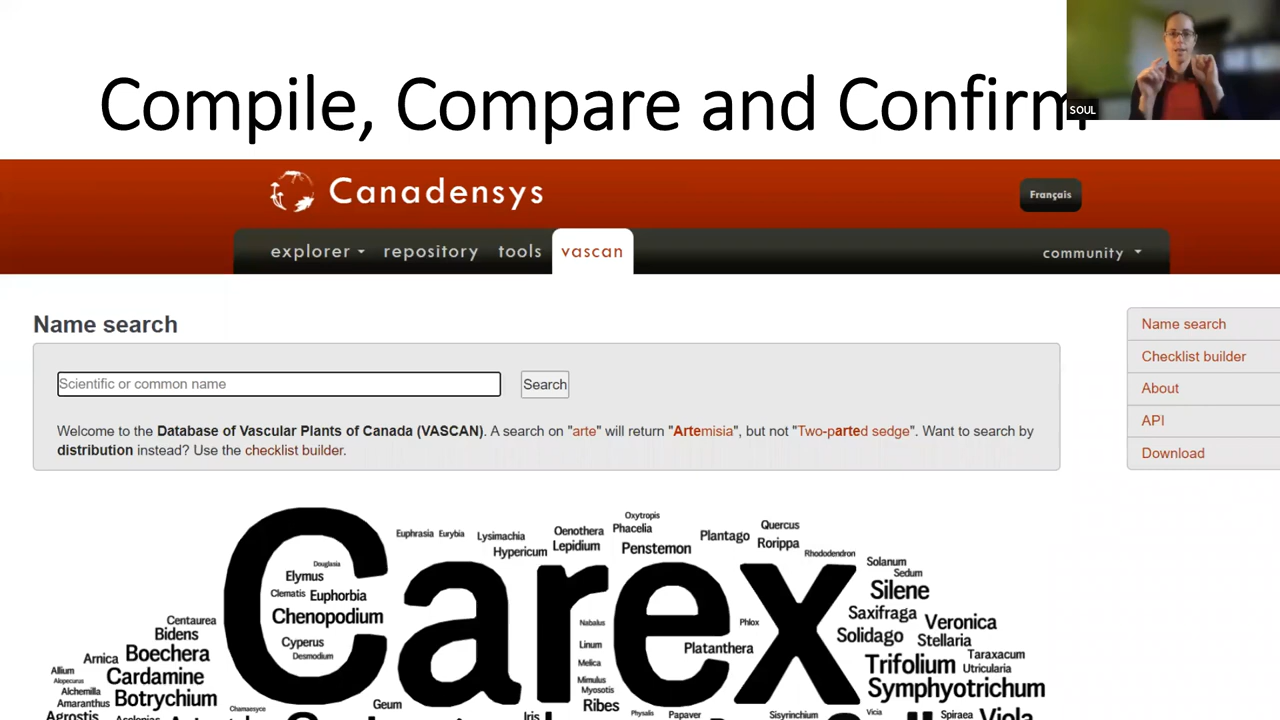 Compile, Compare and Confirm
SOUL
Canadensys
Français
explorer repository tools vascan community
Name search
Scientific or common name
Search
Welcome to the Database of Vascular Plants of Canada (VASCAN). A search on "arte" will return "Artemisia", but not "Two-parted sedge". Want to search by
distribution instead? Use the checklist builder.
Name search
Checklist builder
About
API
Download
Carex
Oxytropis
Euphrasia Eurybia Lysimachia Oenothera Phacelia Plantago Quercus
Hypericum Lepidium Penstemon Rorippa Rhododendron
Douglasia Solanum
Elymus Sedum
Clematis Euphorbia Silene
Chenopodium Saxifraga
Centaurea Nabalus Phlox Veronica
Bidens Cyperus Linum Platanthera Solidago Stellaria
Arnica Boechera Desmodium Melica Trifolium Taraxacum
Allium Cardamine Mimulus Utricularia
Alopecurus
Alchemilla Botrychium Myosotis Symphyotrichum
Amaranthus Chamaesyce Geum Ribes
Agrostis Iris Physalis Papaver Sisyrinchium Vicia Spiraea Viola